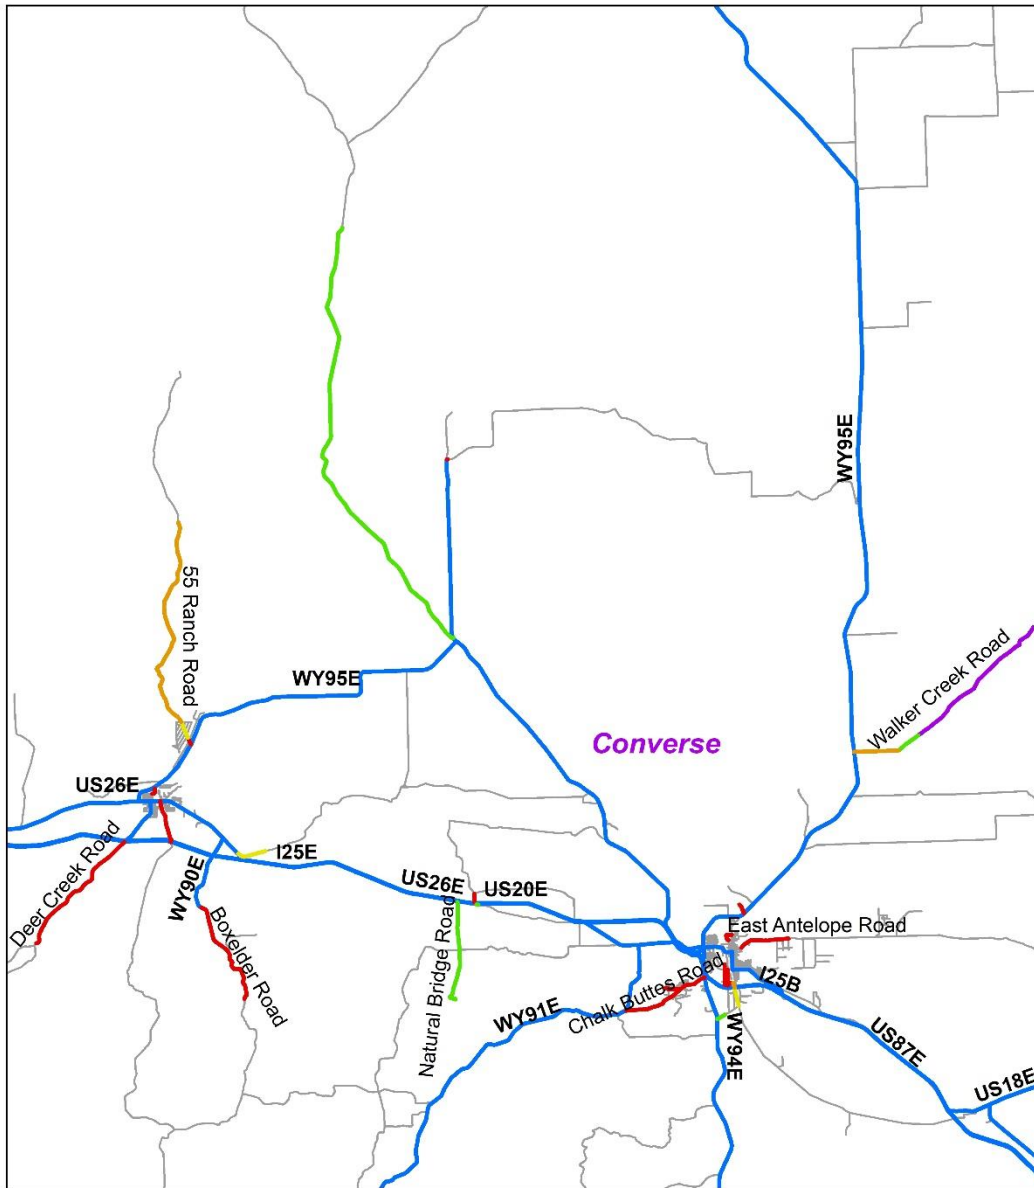 WY95E
55 Ranch Road
Walker Creek Road
WY95E
Converse
US26E
Deer Creek Road
I25E
WY90E
US26E
US20E
Boxelder Road
Natural Bridge Road
East Antelope Road
Chalk Buttes Road
I25B
WY91E
WY94E
US87E
US18E